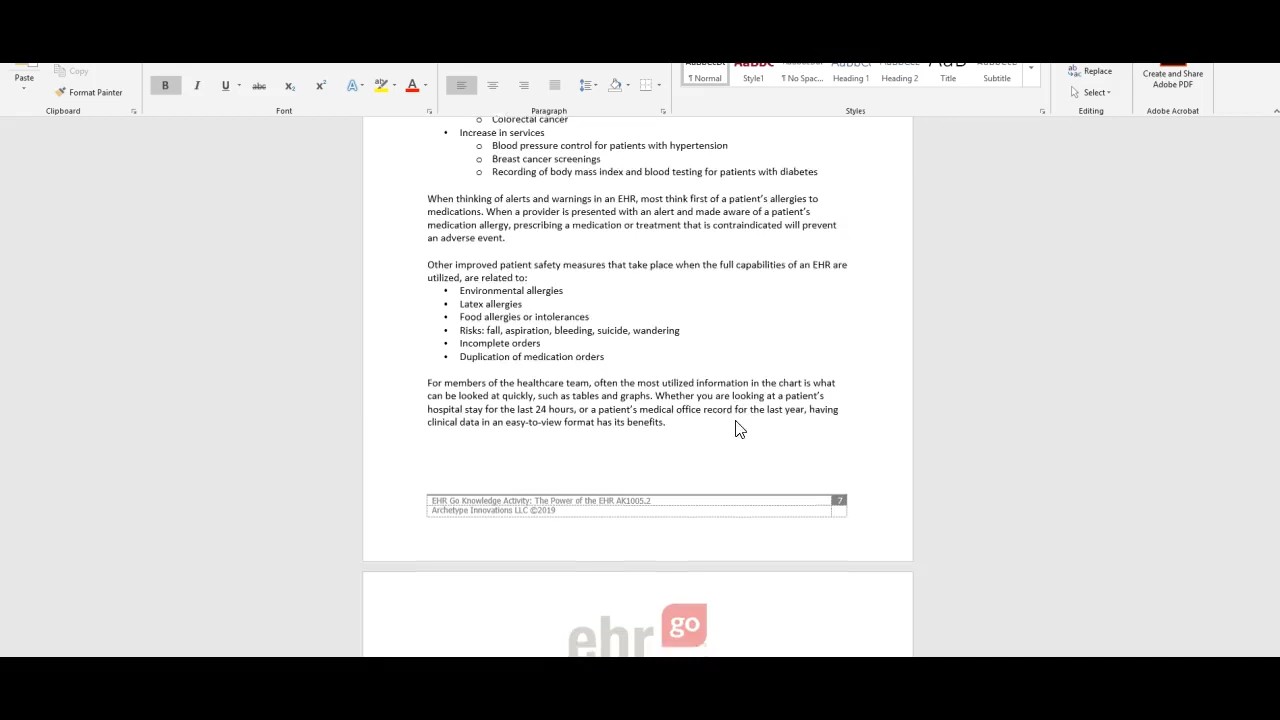 Paste
Copy
Format Painter
Clipboard
B I U abc x₂ x² A ab A
Font
Paragraph
¶ Normal
Style1
¶ No Spac...
Heading 1
Heading 2
Title
Subtitle
Styles
Replace
Select
Editing
Create and Share
Adobe PDF
Adobe Acrobat
o Colorectal cancer
• Increase in services
o Blood pressure control for patients with hypertension
o Breast cancer screenings
o Recording of body mass index and blood testing for patients with diabetes
When thinking of alerts and warnings in an EHR, most think first of a patient's allergies to
medications. When a provider is presented with an alert and made aware of a patient's
medication allergy, prescribing a medication or treatment that is contraindicated will prevent
an adverse event.
Other improved patient safety measures that take place when the full capabilities of an EHR are
utilized, are related to:
• Environmental allergies
• Latex allergies
• Food allergies or intolerances
• Risks: fall, aspiration, bleeding, suicide, wandering
• Incomplete orders
• Duplication of medication orders
For members of the healthcare team, often the most utilized information in the chart is what
can be looked at quickly, such as tables and graphs. Whether you are looking at a patient's
hospital stay for the last 24 hours, or a patient's medical office record for the last year, having
clinical data in an easy-to-view format has its benefits.
EHR Go Knowledge Activity: The Power of the EHR AK1005.2 7
Archetype Innovations LLC ©2019
ehr go